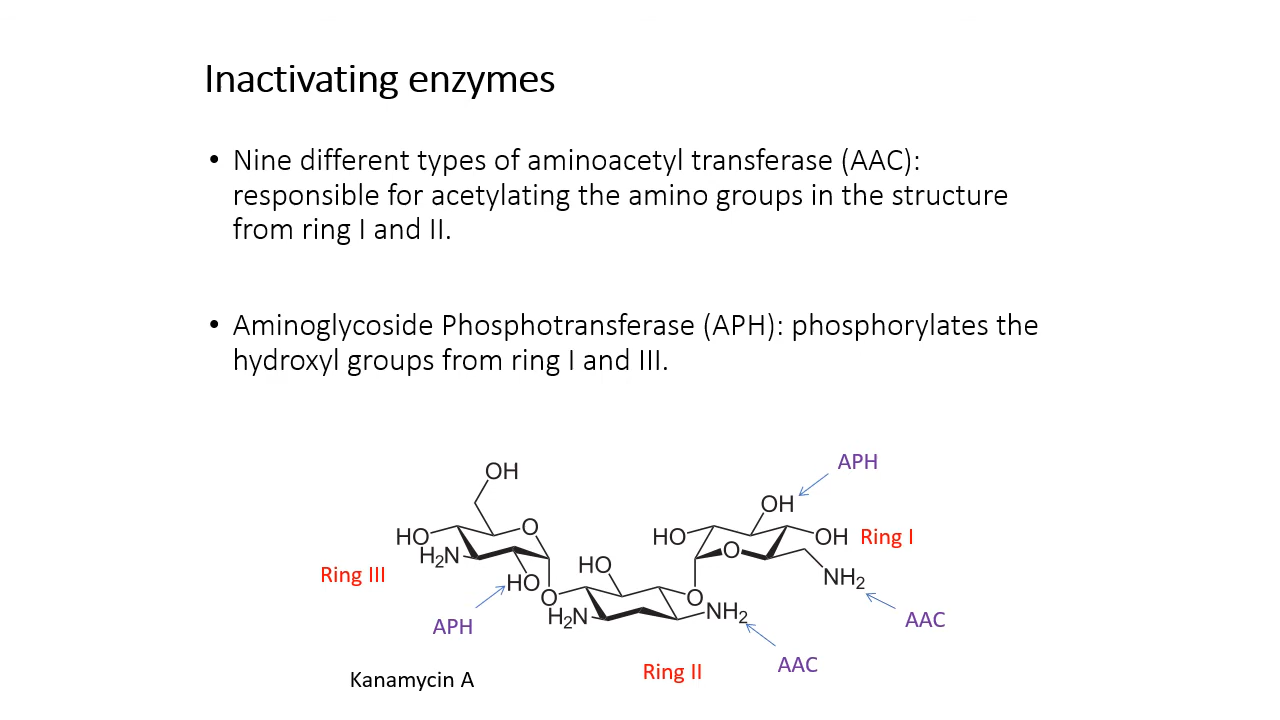 Inactivating enzymes
• Nine different types of aminoacetyl transferase (AAC):
responsible for acetylating the amino groups in the structure
from ring I and II.
• Aminoglycoside Phosphotransferase (APH): phosphorylates the
hydroxyl groups from ring I and III.
OH
APH
OH
HO
O
HO
OH
Ring I
H₂N
O
HO
NH₂
Ring III
HO
O
O
H₂N
NH₂
APH
AAC
AAC
Ring II
Kanamycin A